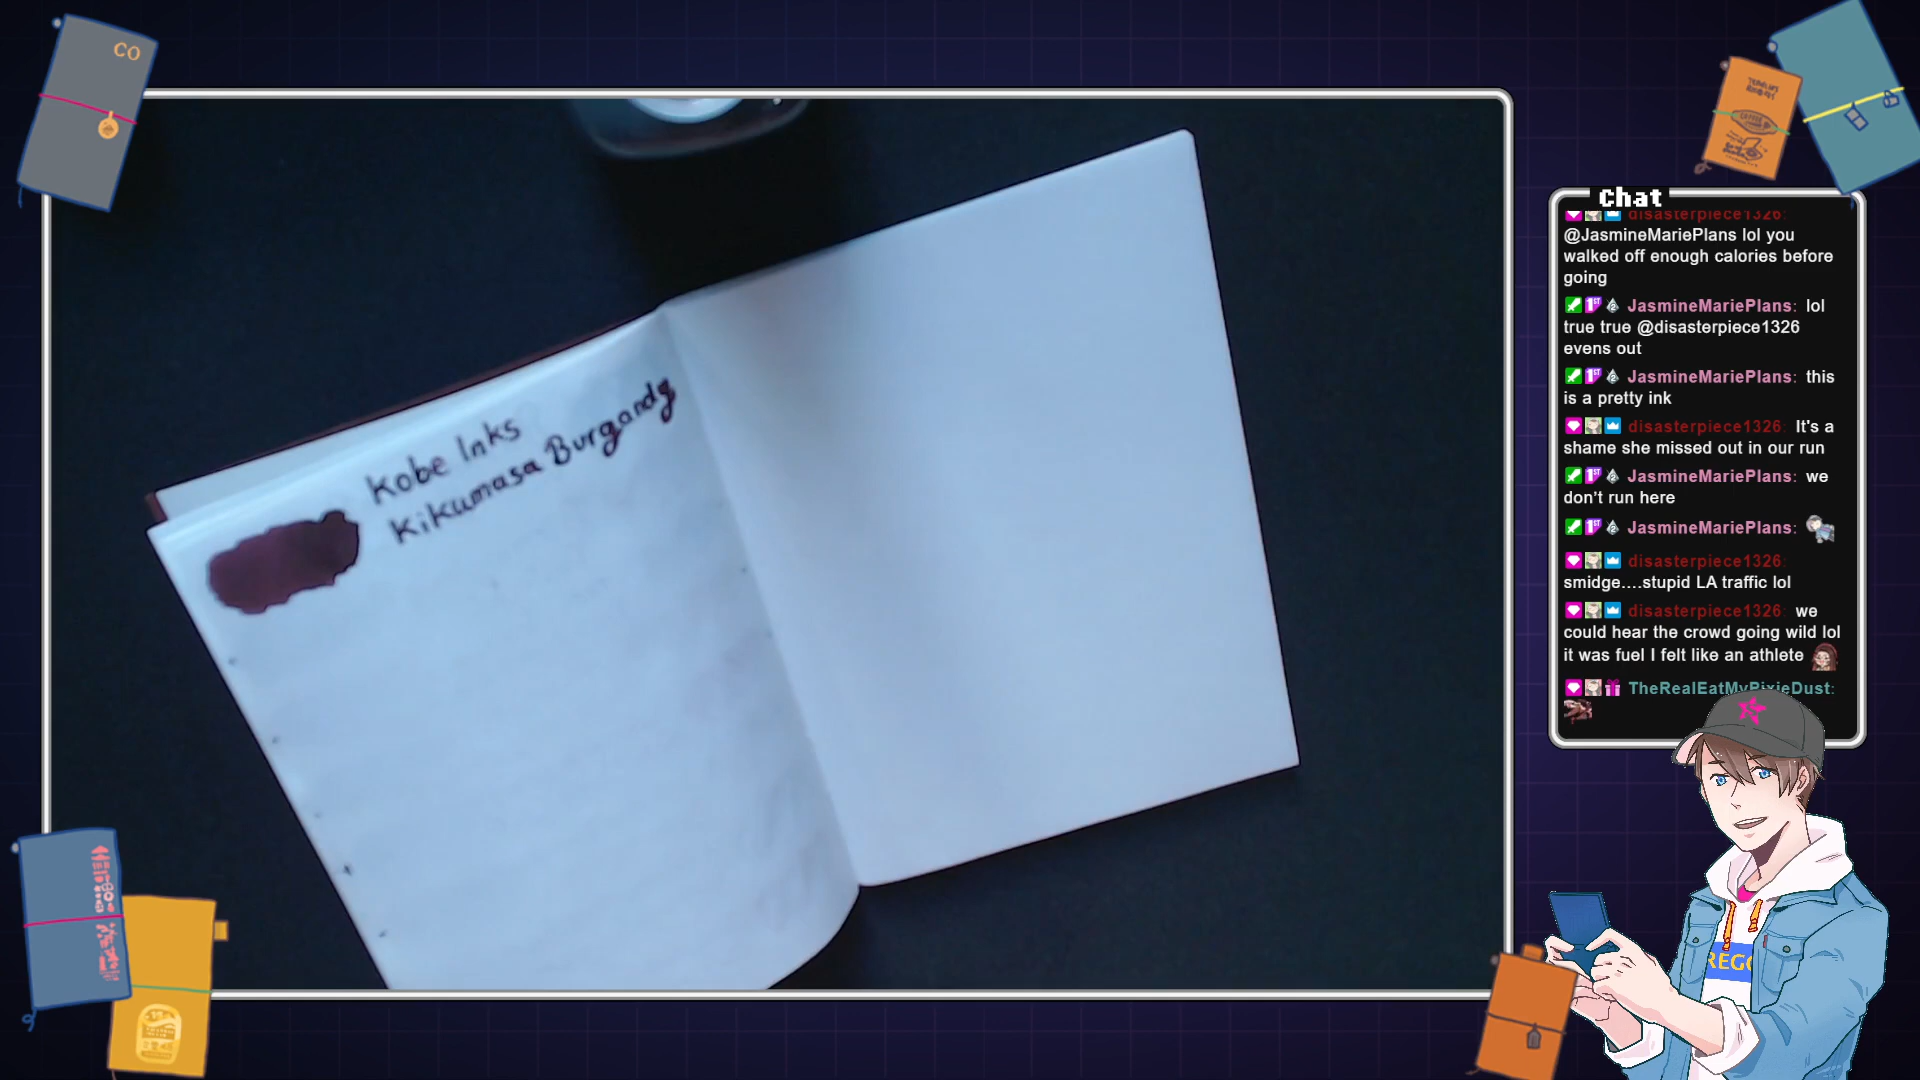 CO
Chat
disasterpiece1326:
@JasmineMariePlans lol you
walked off enough calories before
going
JasmineMariePlans: lol
true true @disasterpiece1326
evens out
JasmineMariePlans: this
is a pretty ink
disasterpiece1326: It's a
shame she missed out in our run
JasmineMariePlans: we
don't run here
JasmineMariePlans:
disasterpiece1326:
smidge....stupid LA traffic lol
disasterpiece1326: we
could hear the crowd going wild lol
it was fuel I felt like an athlete
TheRealEatMyPixieDust:
Kobe Inks
Kikumasa Burgandy
REGO